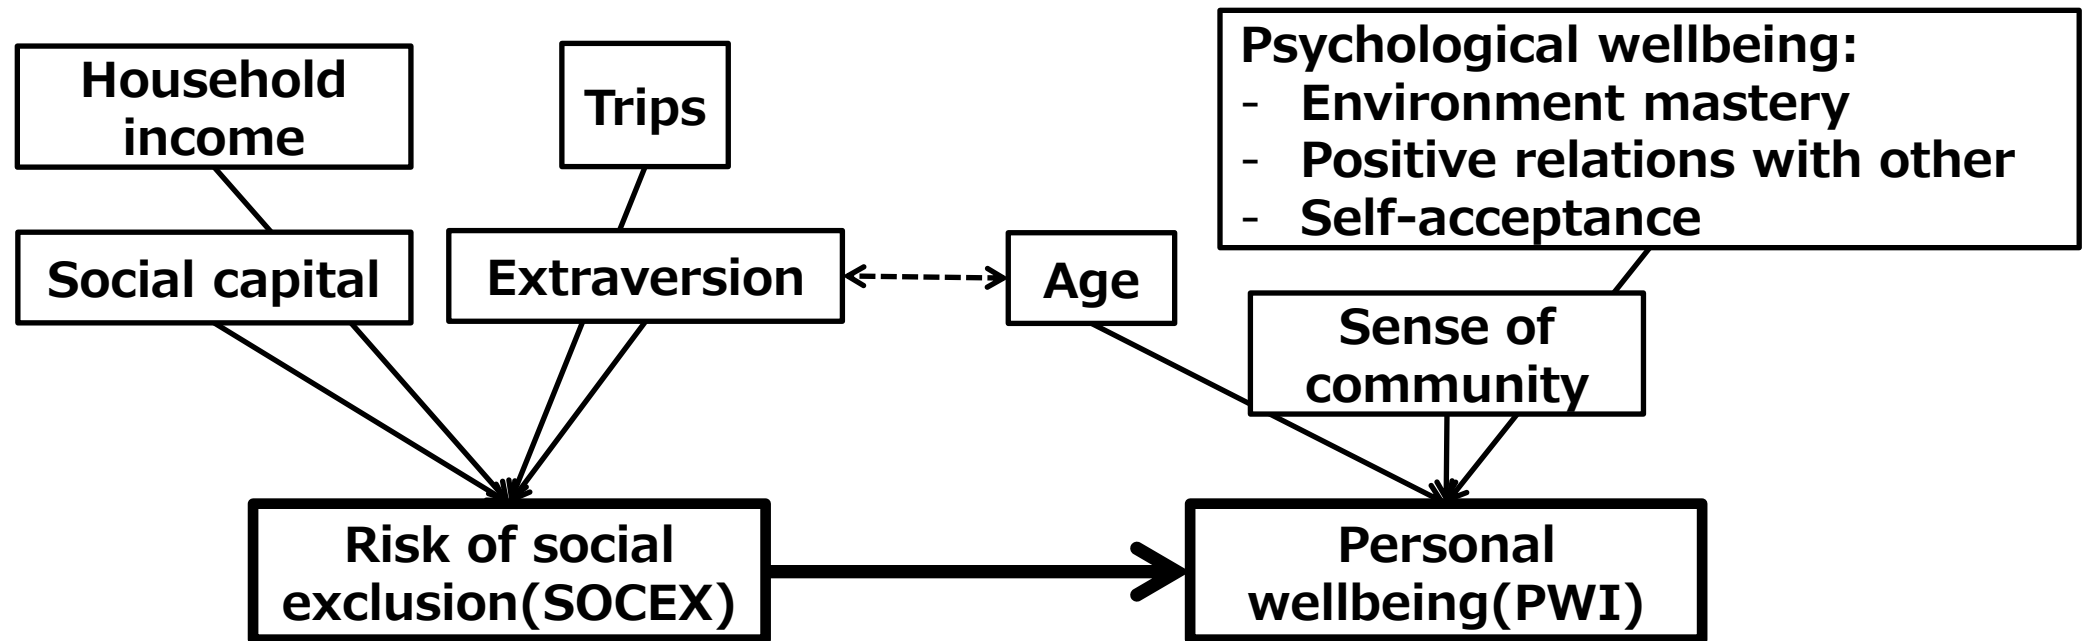 Household
income
Trips
Psychological wellbeing:
- Environment mastery
- Positive relations with other
- Self-acceptance
Social capital
Extraversion
Age
Sense of
community
Risk of social
exclusion(SOCEX)
Personal
wellbeing(PWI)